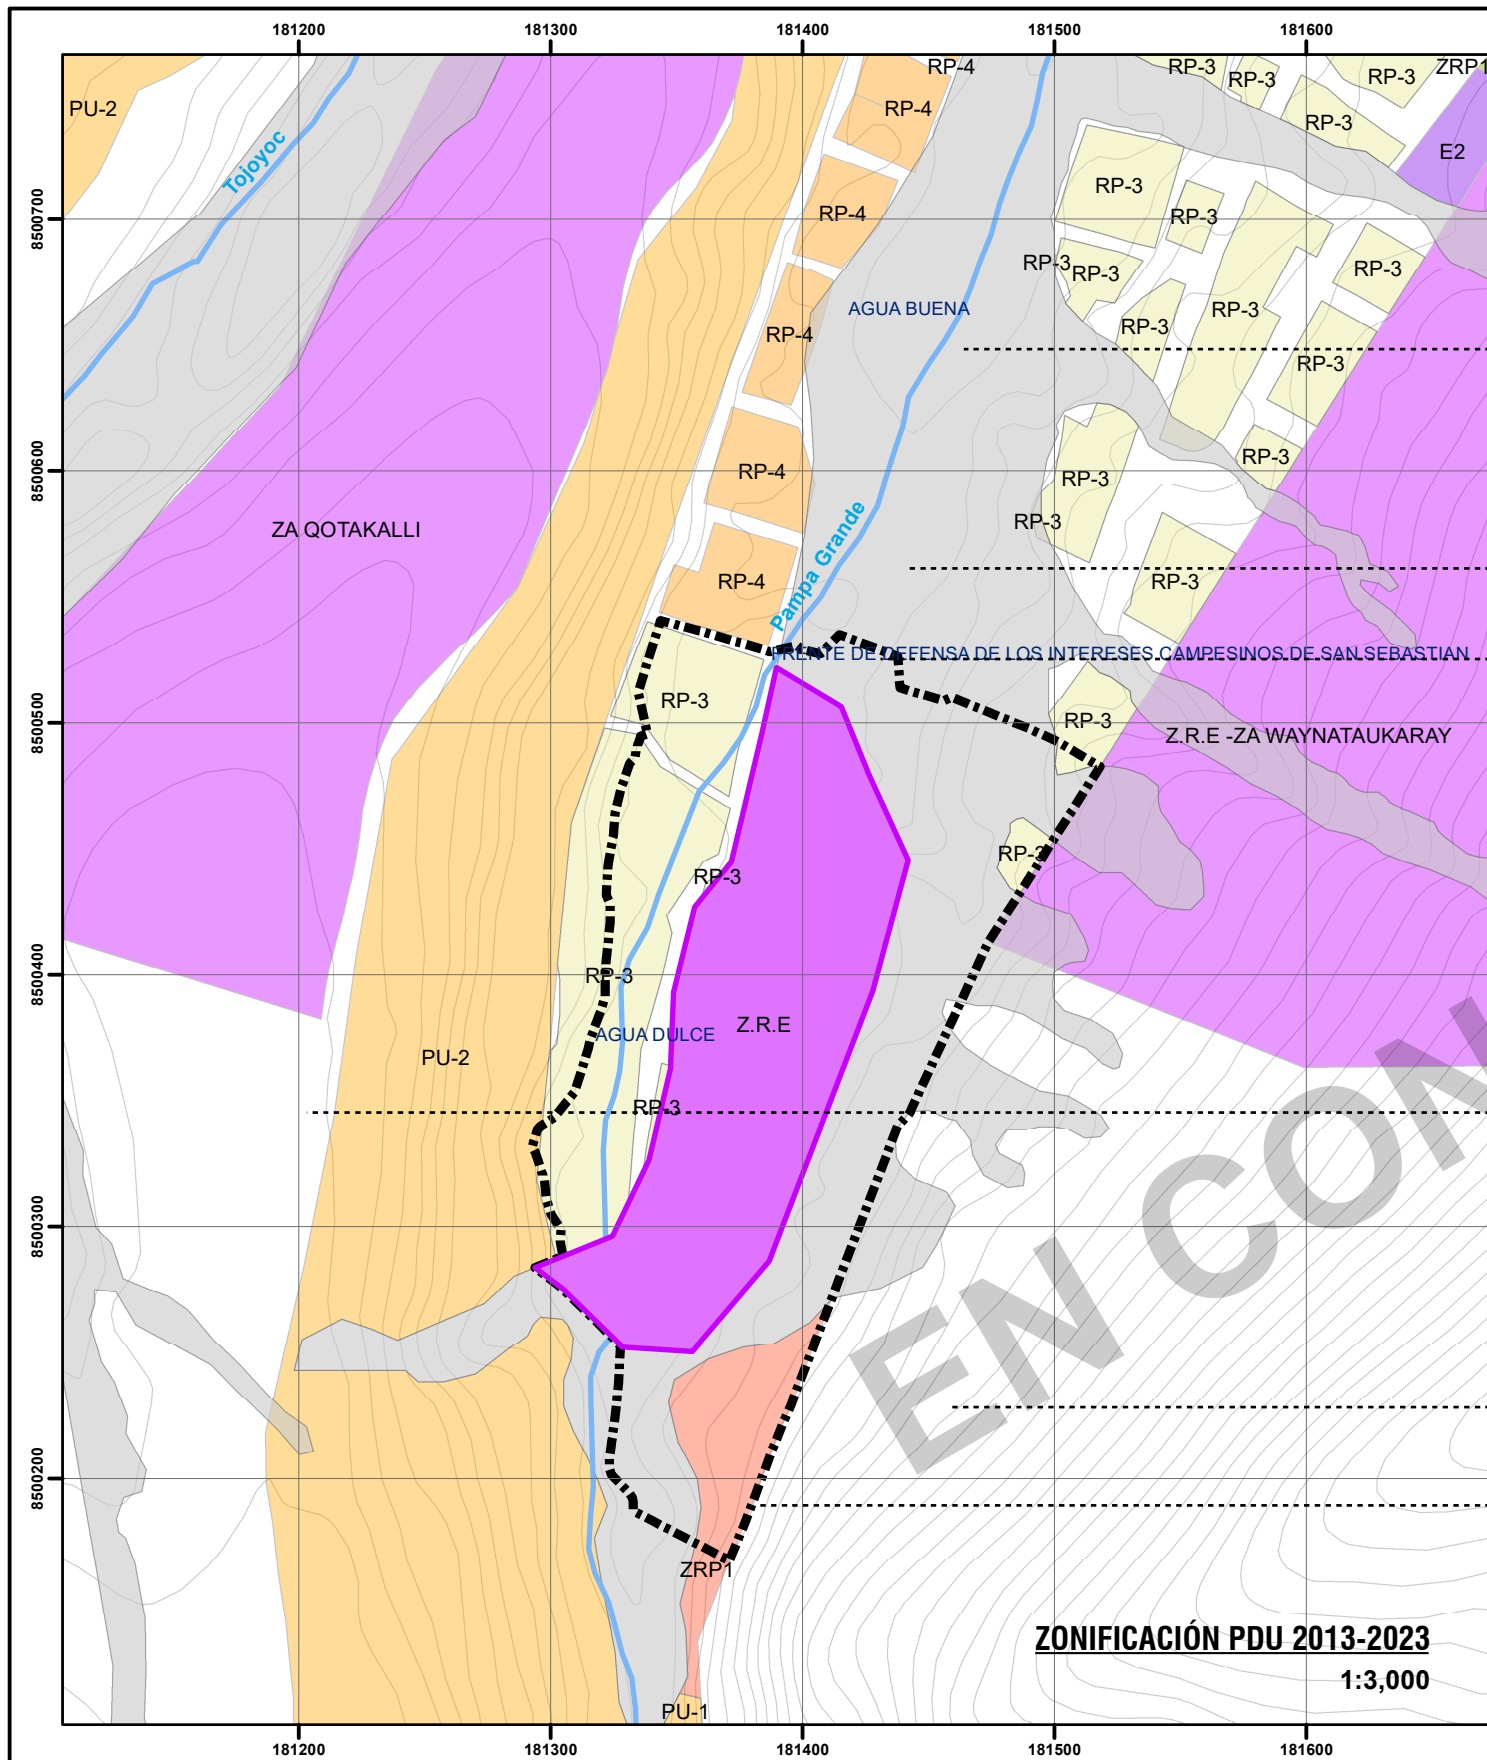 181200
181300
181400
181500
181600
RP-4
RP-3
RP-3
RP-3
ZRP1
PU-2
RP-4
RP-3
E2
Tojoyoc
RP-3
8500700
RP-4
RP-3
RP-3
RP-3
RP-3
AGUA BUENA
RP-3
RP-3
RP-4
RP-3
RP-4
RP-3
RP-3
8500600
ZA QOTAKALLI
RP-3
Pampa Grande
RP-4
RP-3
FRENTE DE DEFENSA DE LOS INTERESES CAMPESINOS DE SAN SEBASTIAN
RP-3
8500500
RP-3
Z.R.E -ZA WAYNATAUKARAY
RP-3
RP-3
8500400
RP-3
Z.R.E
AGUA DULCE
PU-2
RP-3
EN CON
8500300
8500200
ZRP1
ZONIFICACIÓN PDU 2013-2023
1:3,000
PU-1
181200
181300
181400
181500
181600